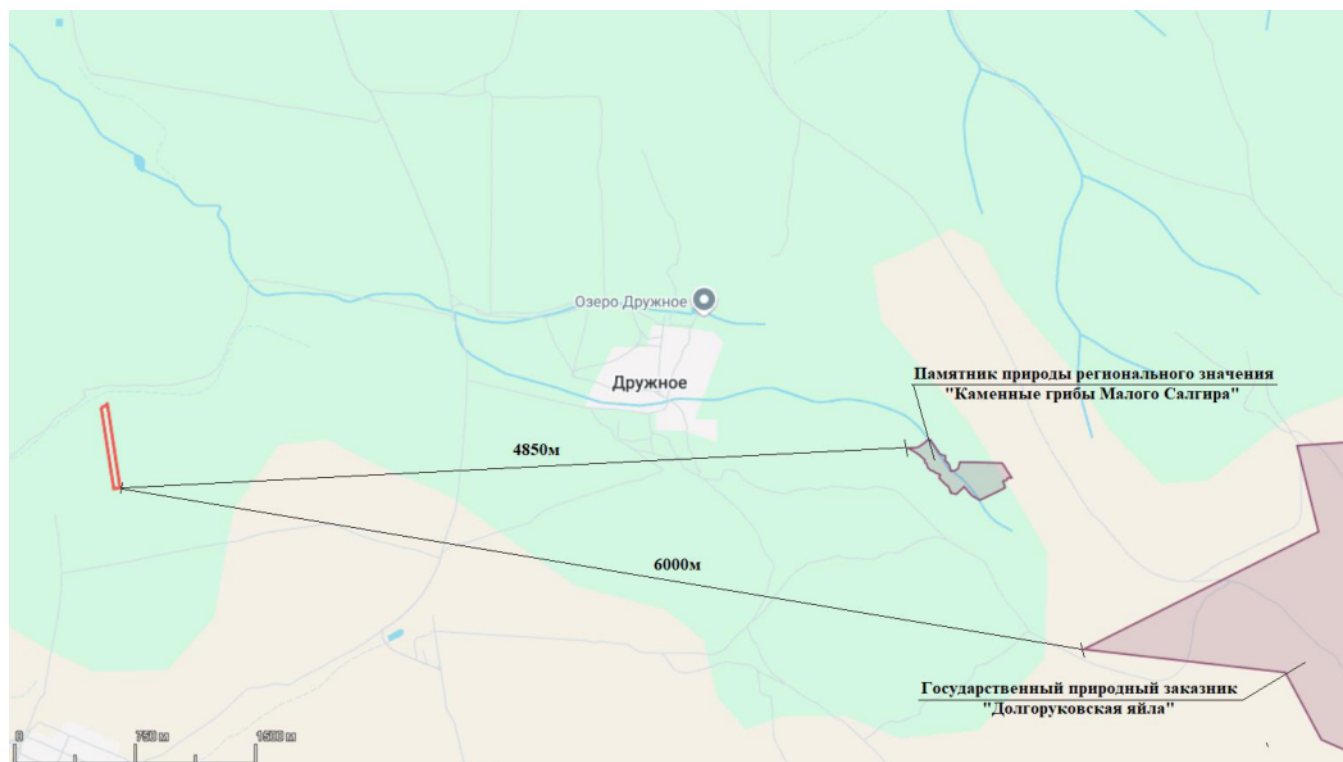 Озеро Дружное
Памятник природы регионального значения
"Каменные грибы Малого Салгира"
Дружное
4850м
6000м
Государственный природный заказник
"Долгоруковская яйла"
0 750 м 1500 м